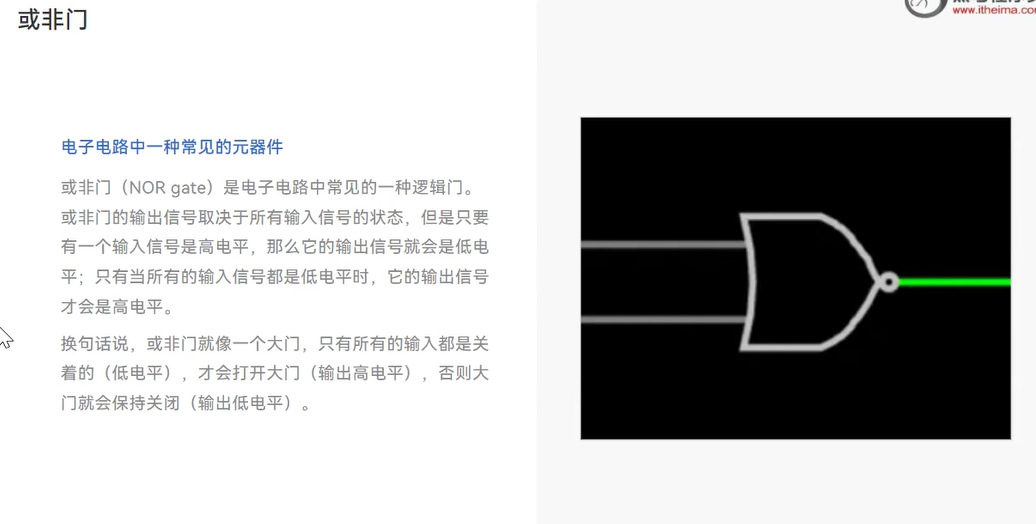 或非门
www.itheima.co
电子电路中一种常见的元器件
或非门（NOR gate）是电子电路中常见的一种逻辑门。
或非门的输出信号取决于所有输入信号的状态，但是只要
有一个输入信号是高电平，那么它的输出信号就会是低电
平；只有当所有的输入信号都是低电平时，它的输出信号
才会是高电平。
换句话说，或非门就像一个大门，只有所有的输入都是关
着的（低电平），才会打开大门（输出高电平），否则大
门就会保持关闭（输出低电平）。